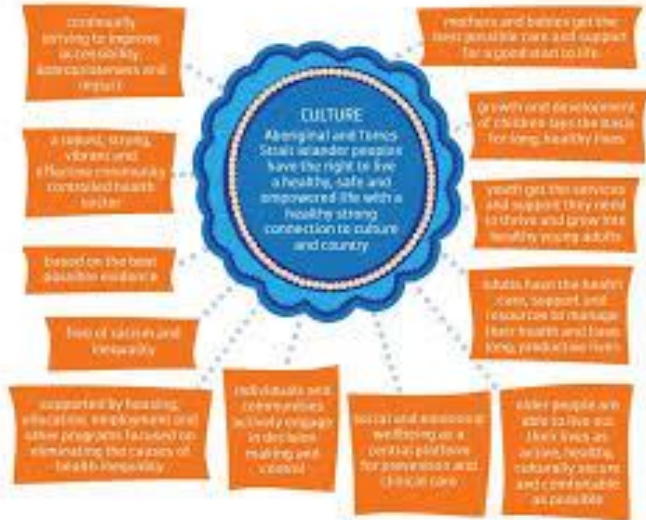 continually
striving to improve
accessibility,
appropriateness and
impact
mothers and babies get the
best possible care and support
for a good start to life
CULTURE
Aboriginal and Torres
Strait Islander peoples
have the right to live
a healthy, safe and
empowered life with a
healthy strong
connection to culture
and country
growth and development
of children lays the basis
for long, healthy lives
a robust, strong,
vibrant and
effective community
controlled health
sector
youth get the services
and support they need
to thrive and grow into
healthy young adults
based on the best
possible evidence
adults have the health
care, support and
resources to manage
their health and have
long, productive lives
free of racism and
inequality
supported by housing,
education, employment and
other programs focused on
eliminating the causes of
health inequality
individuals and
communities
actively engage
in decision
making and
control
social and emotional
wellbeing as a
central platform
for prevention and
clinical care
older people are
able to live out
their lives as
active, healthy,
culturally secure
and comfortable
as possible